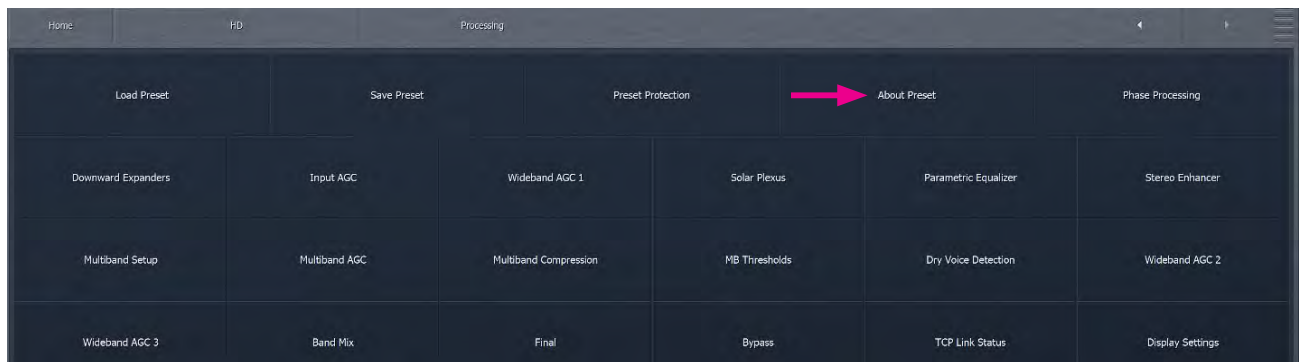 Home HD Processing
Load Preset Save Preset Preset Protection About Preset Phase Processing
Downward Expanders Input AGC Wideband AGC 1 Solar Plexus Parametric Equalizer Stereo Enhancer
Multiband Setup Multiband AGC Multiband Compression MB Thresholds Dry Voice Detection Wideband AGC 2
Wideband AGC 3 Band Mix Final Bypass TCP Link Status Display Settings